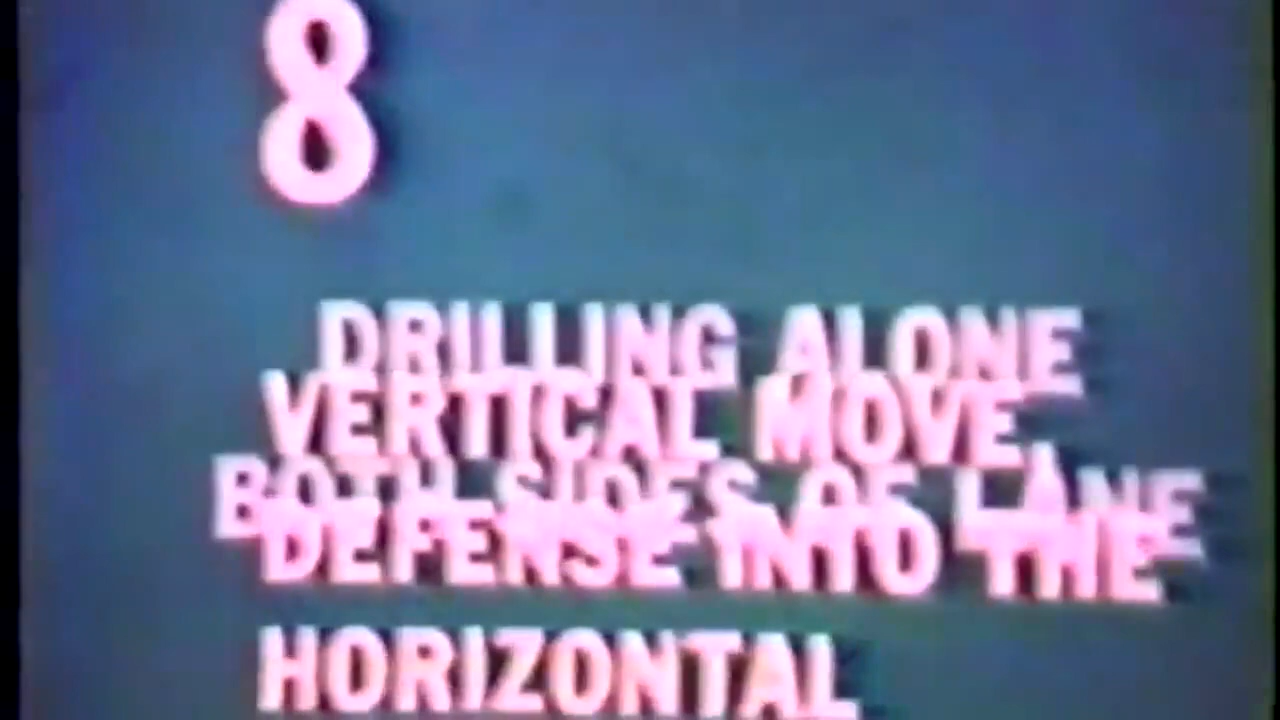 8
DRILLING ALONE
VERTICAL MOVE,
BOTH SIDES OF LANE
DEFENSE INTO THE
HORIZONTAL